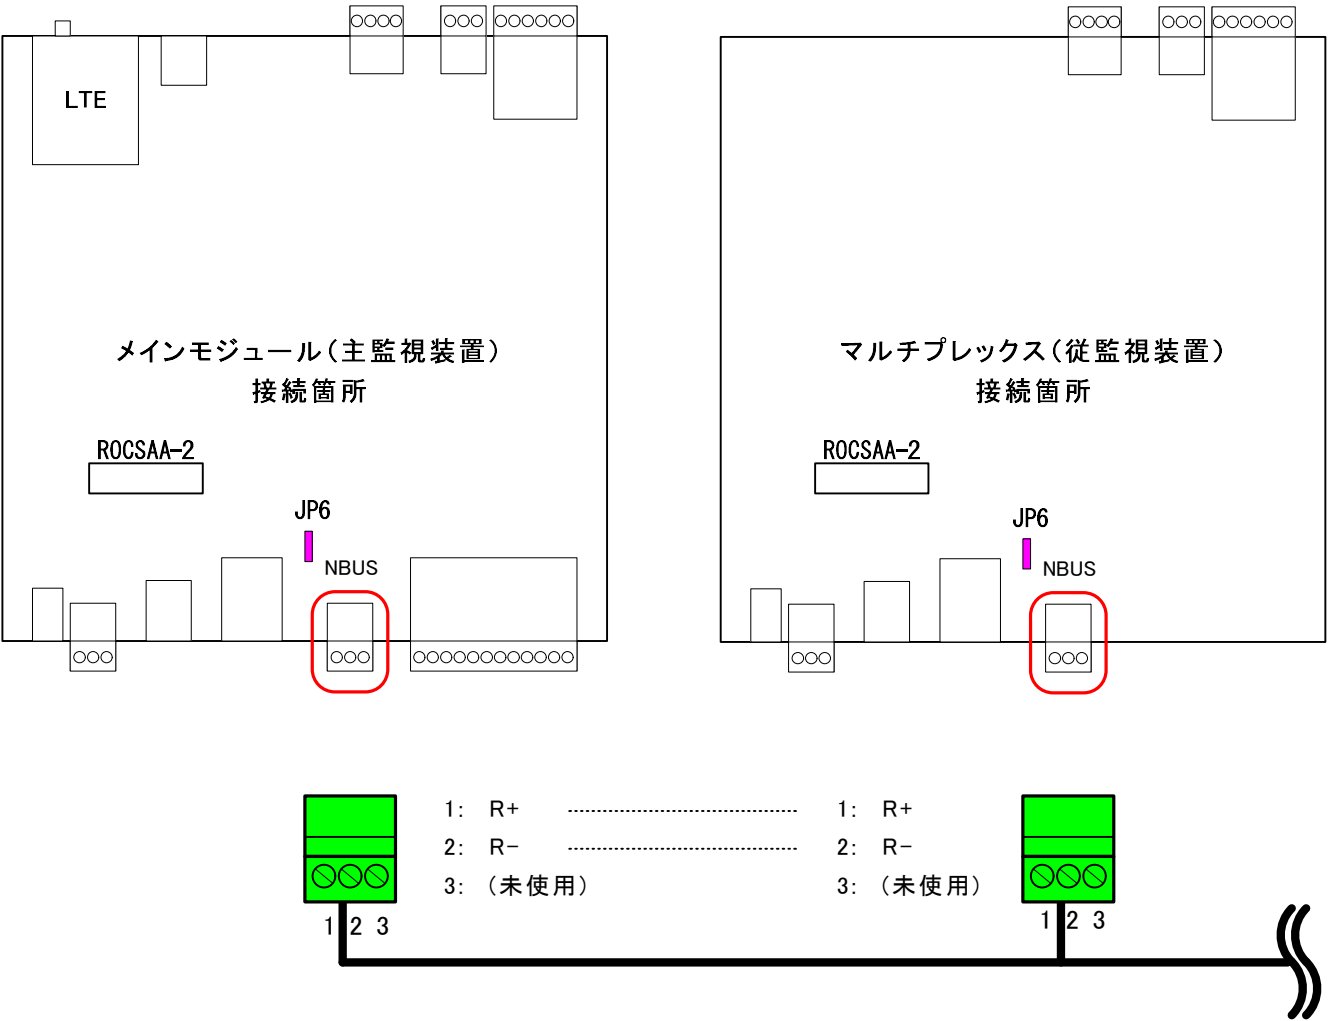 LTE
メインモジュール(主監視装置)
接続箇所
ROCSAA-2
JP6
NBUS
マルチプレックス(従監視装置)
接続箇所
ROCSAA-2
JP6
NBUS
1: R+ 1: R+
2: R- 2: R-
3: (未使用) 3: (未使用)
1 2 3
1 2 3